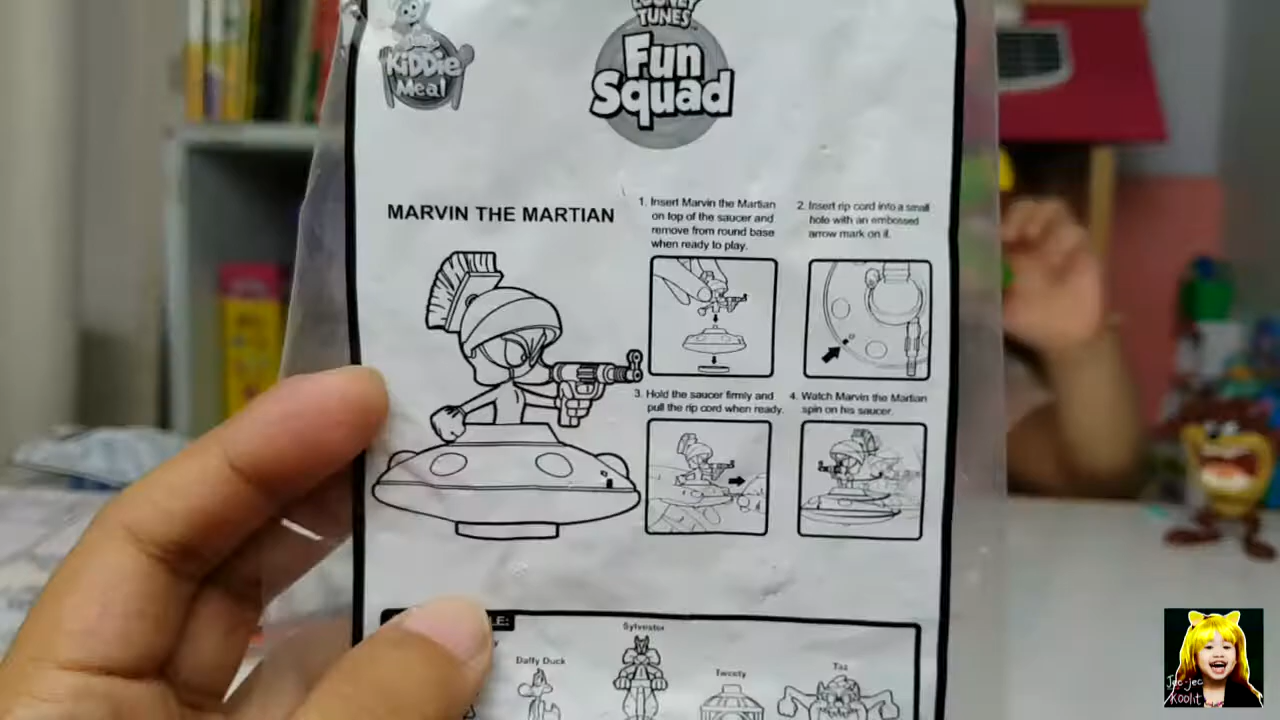 KiDDie
Meal
LOONEY
TUNES
Fun
Squad
MARVIN THE MARTIAN
1. Insert Marvin the Martian
on top of the saucer and
remove from round base
when ready to play.
2. Insert rip cord into a small
hole with an embossed
arrow mark on it.
3. Hold the saucer firmly and
pull the rip cord when ready.
4. Watch Marvin the Martian
spin on his saucer.
LE:
Daffy Duck
Sylvester
Tweety
Taz
Jec-jec
Koolit